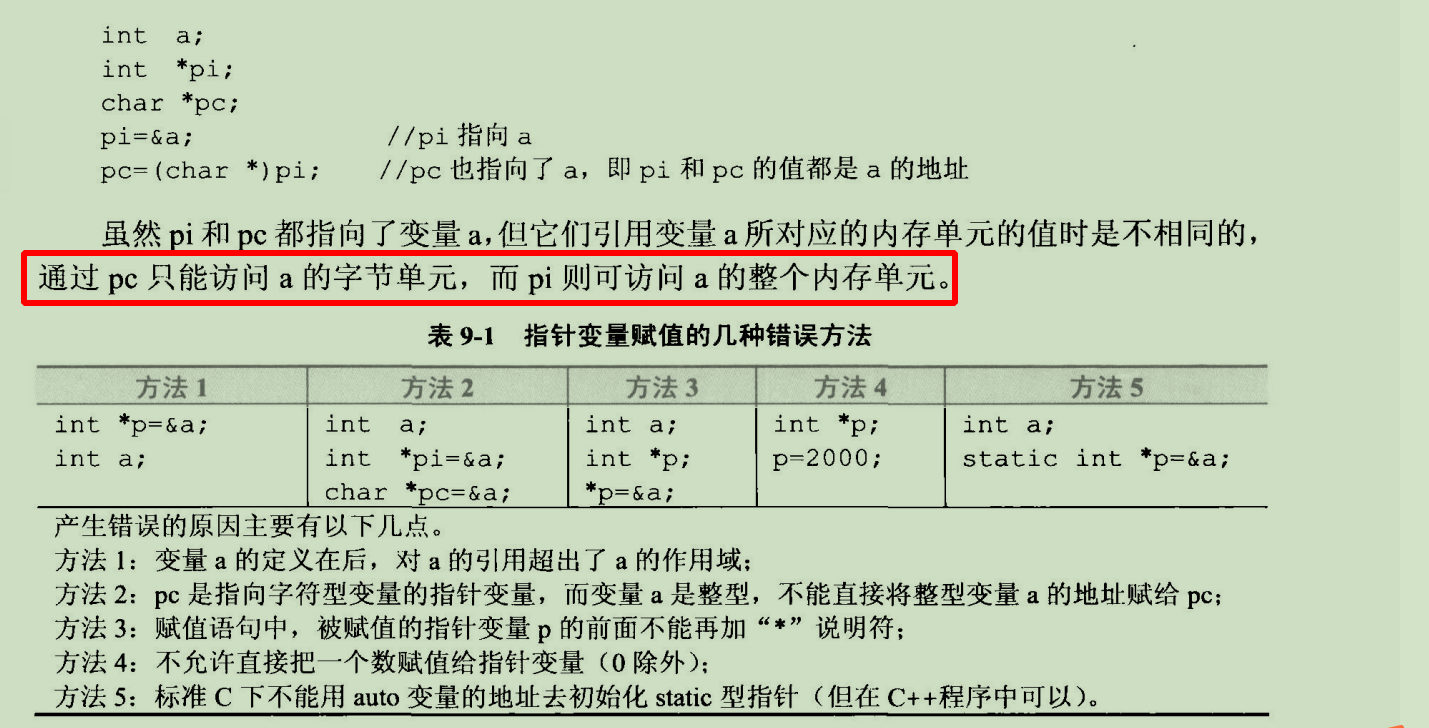 int a;
int *pi;
char *pc;
pi=&a; //pi 指向 a
pc=(char *)pi; //pc 也指向了 a，即 pi 和 pc 的值都是 a 的地址
虽然 pi 和 pc 都指向了变量 a,但它们引用变量 a 所对应的内存单元的值时是不相同的，
通过 pc 只能访问 a 的字节单元，而 pi 则可访问 a 的整个内存单元。
表 9-1 指针变量赋值的几种错误方法
方法 1 方法 2 方法 3 方法 4 方法 5
int *p=&a; int a; int a; int *p; int a;
int a; int *pi=&a; int *p; p=2000; static int *p=&a;
char *pc=&a; *p=&a;
产生错误的原因主要有以下几点。
方法 1：变量 a 的定义在后，对 a 的引用超出了 a 的作用域；
方法 2：pc 是指向字符型变量的指针变量，而变量 a 是整型，不能直接将整型变量 a 的地址赋给 pc；
方法 3：赋值语句中，被赋值的指针变量 p 的前面不能再加“*”说明符；
方法 4：不允许直接把一个数赋值给指针变量（0 除外）；
方法 5：标准 C 下不能用 auto 变量的地址去初始化 static 型指针（但在 C++程序中可以）。